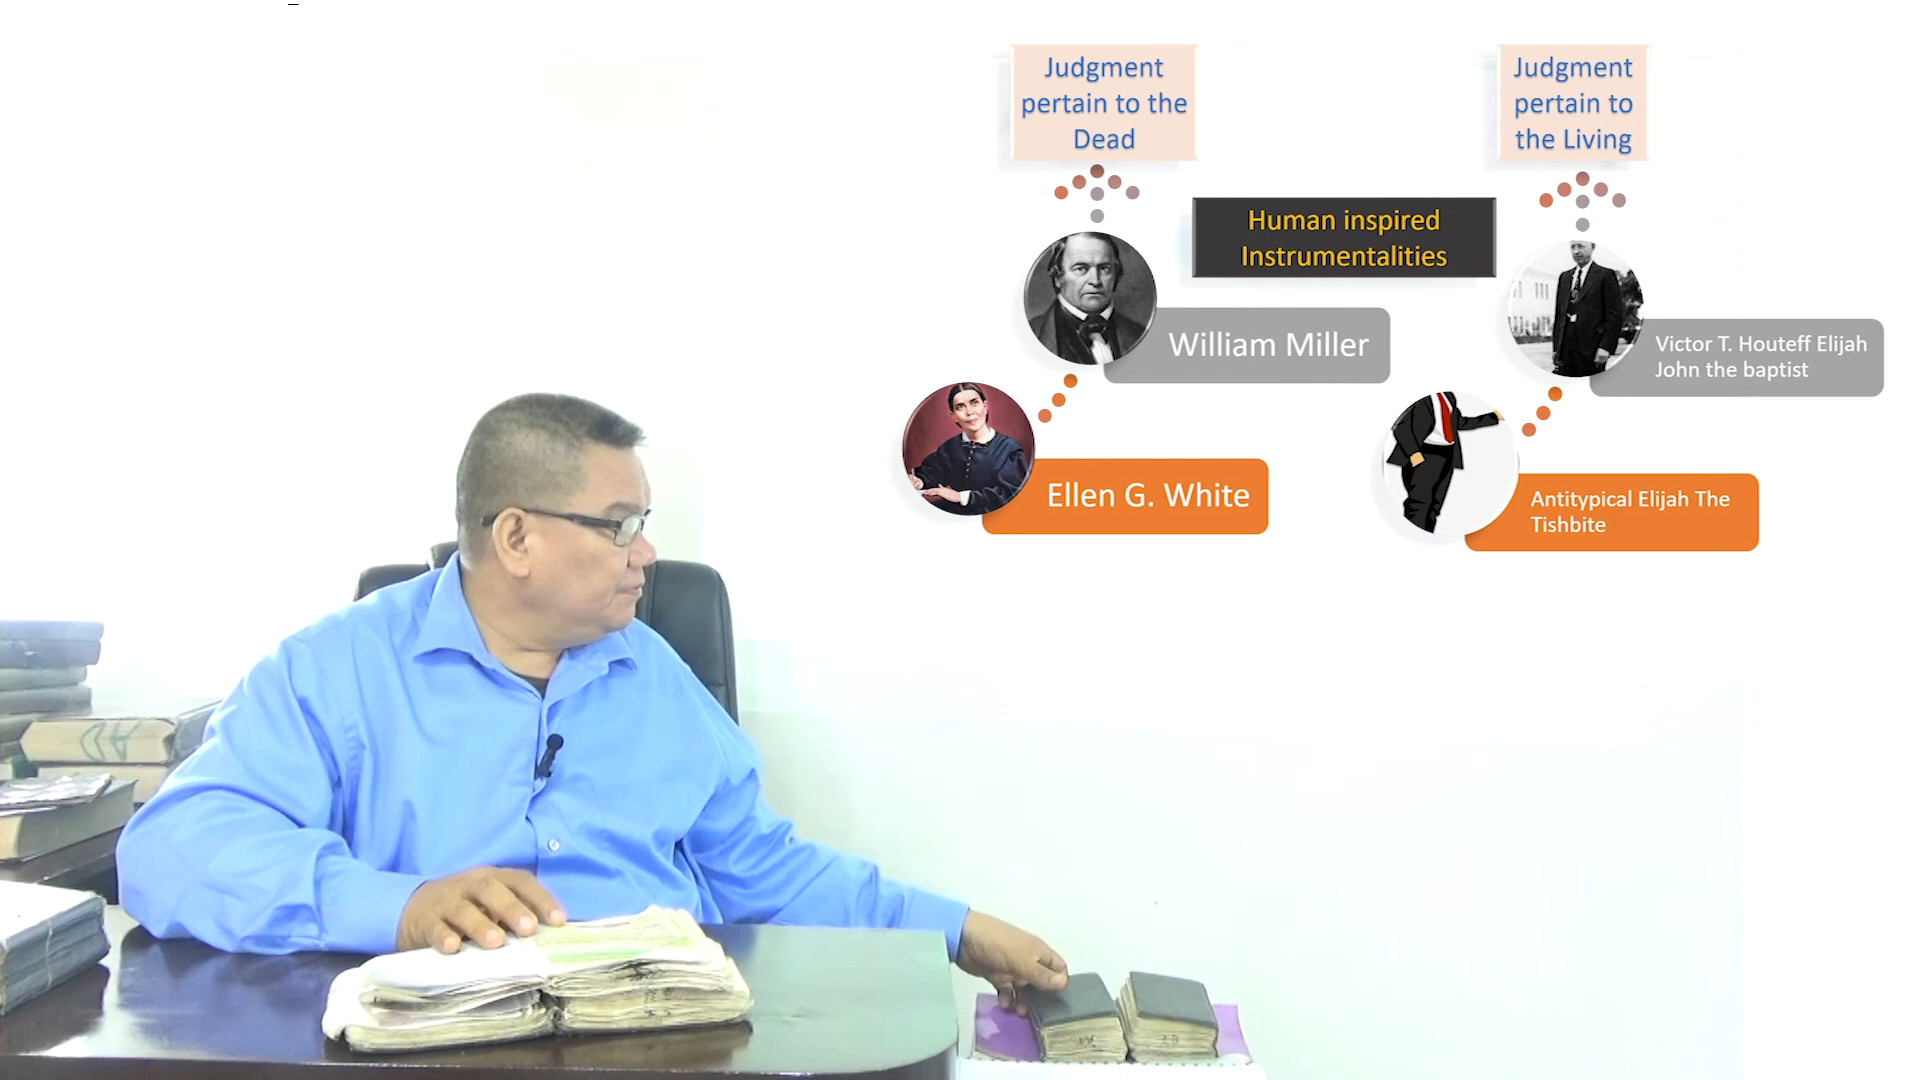 Judgment
pertain to the
Dead
Judgment
pertain to
the Living
Human inspired
Instrumentalities
William Miller
Victor T. Houteff Elijah
John the baptist
Ellen G. White
Antitypical Elijah The
Tishbite